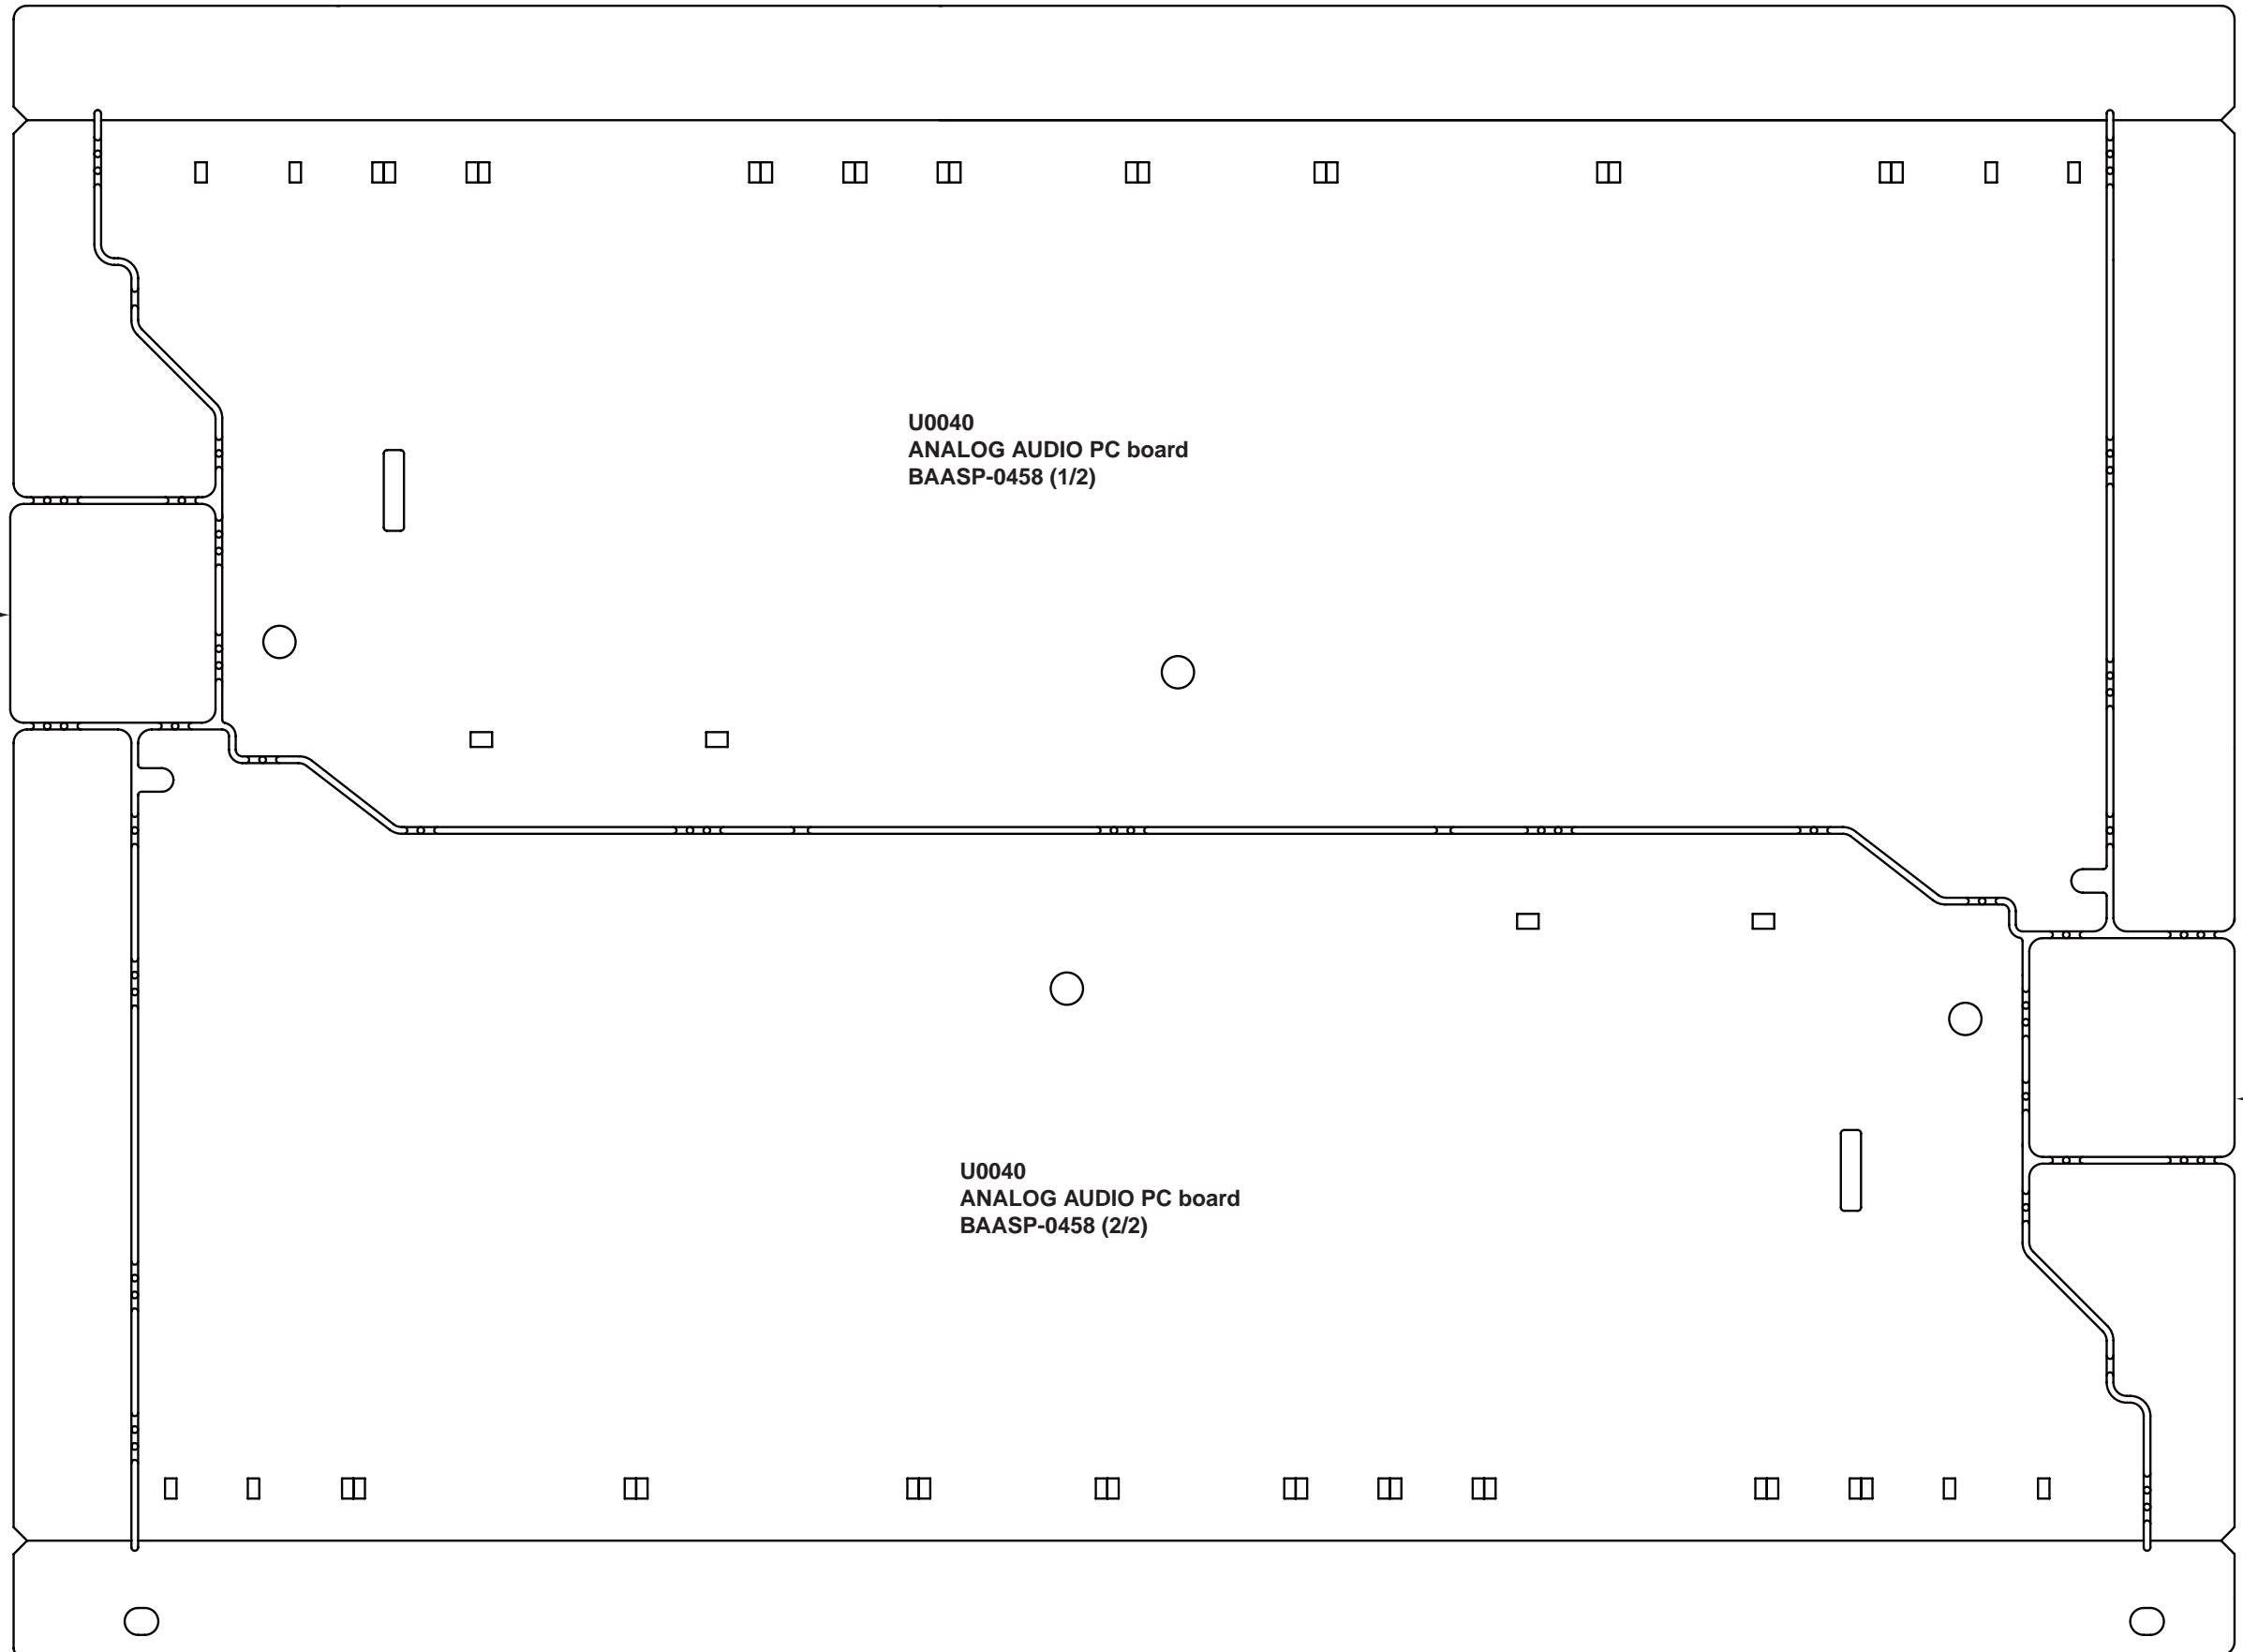 U0040
ANALOG AUDIO PC board
BAASP-0458 (1/2)
U0040
ANALOG AUDIO PC board
BAASP-0458 (2/2)